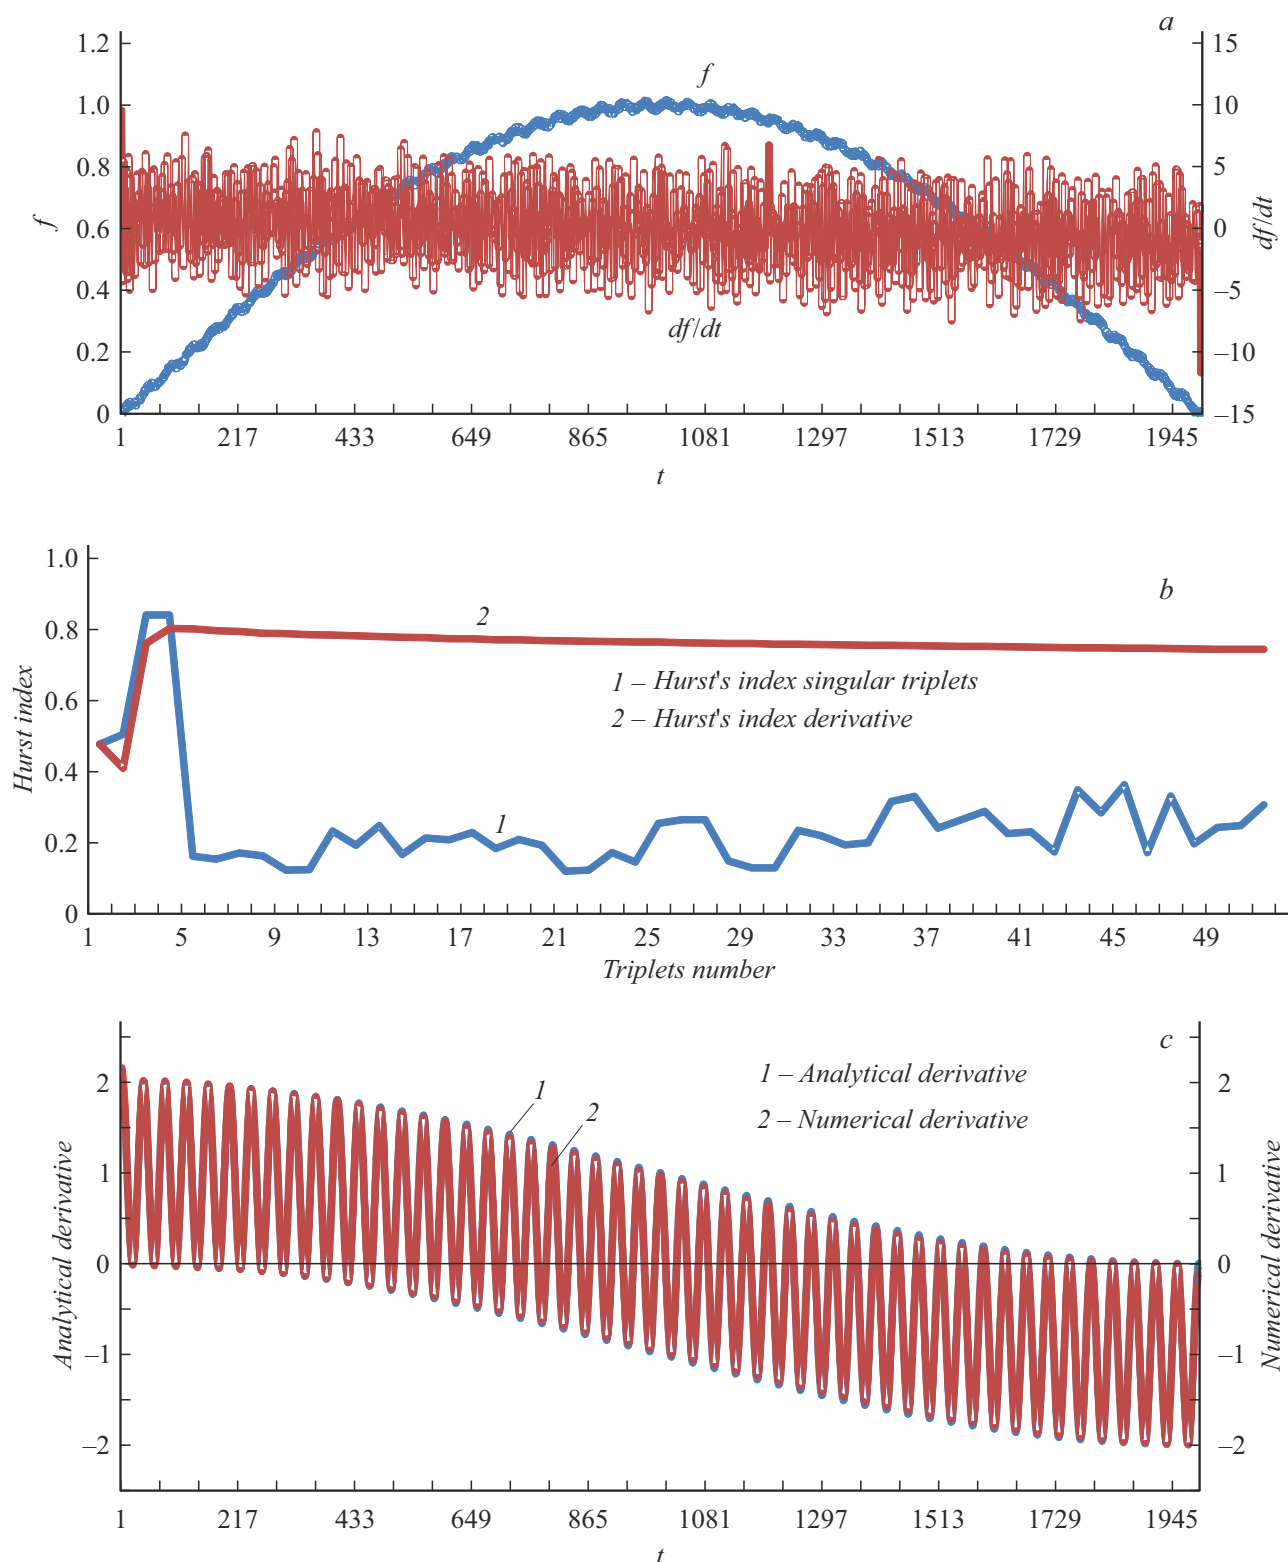 a
1.2
1.0
0.8
0.6
0.4
0.2
0
f
15
10
5
0
–5
–10
–15
df/dt
f
df/dt
1 217 433 649 865 1081 1297 1513 1729 1945
t
b
1.0
0.8
0.6
0.4
0.2
0
Hurst index
2
1 – Hurst's index singular triplets
2 – Hurst's index derivative
1
1 5 9 13 17 21 25 29 33 37 41 45 49
Triplets number
c
2
1
0
–1
–2
Analytical derivative
1
2
1 – Analytical derivative
2 – Numerical derivative
2
1
0
–1
–2
Numerical derivative
1 217 433 649 865 1081 1297 1513 1729 1945
t